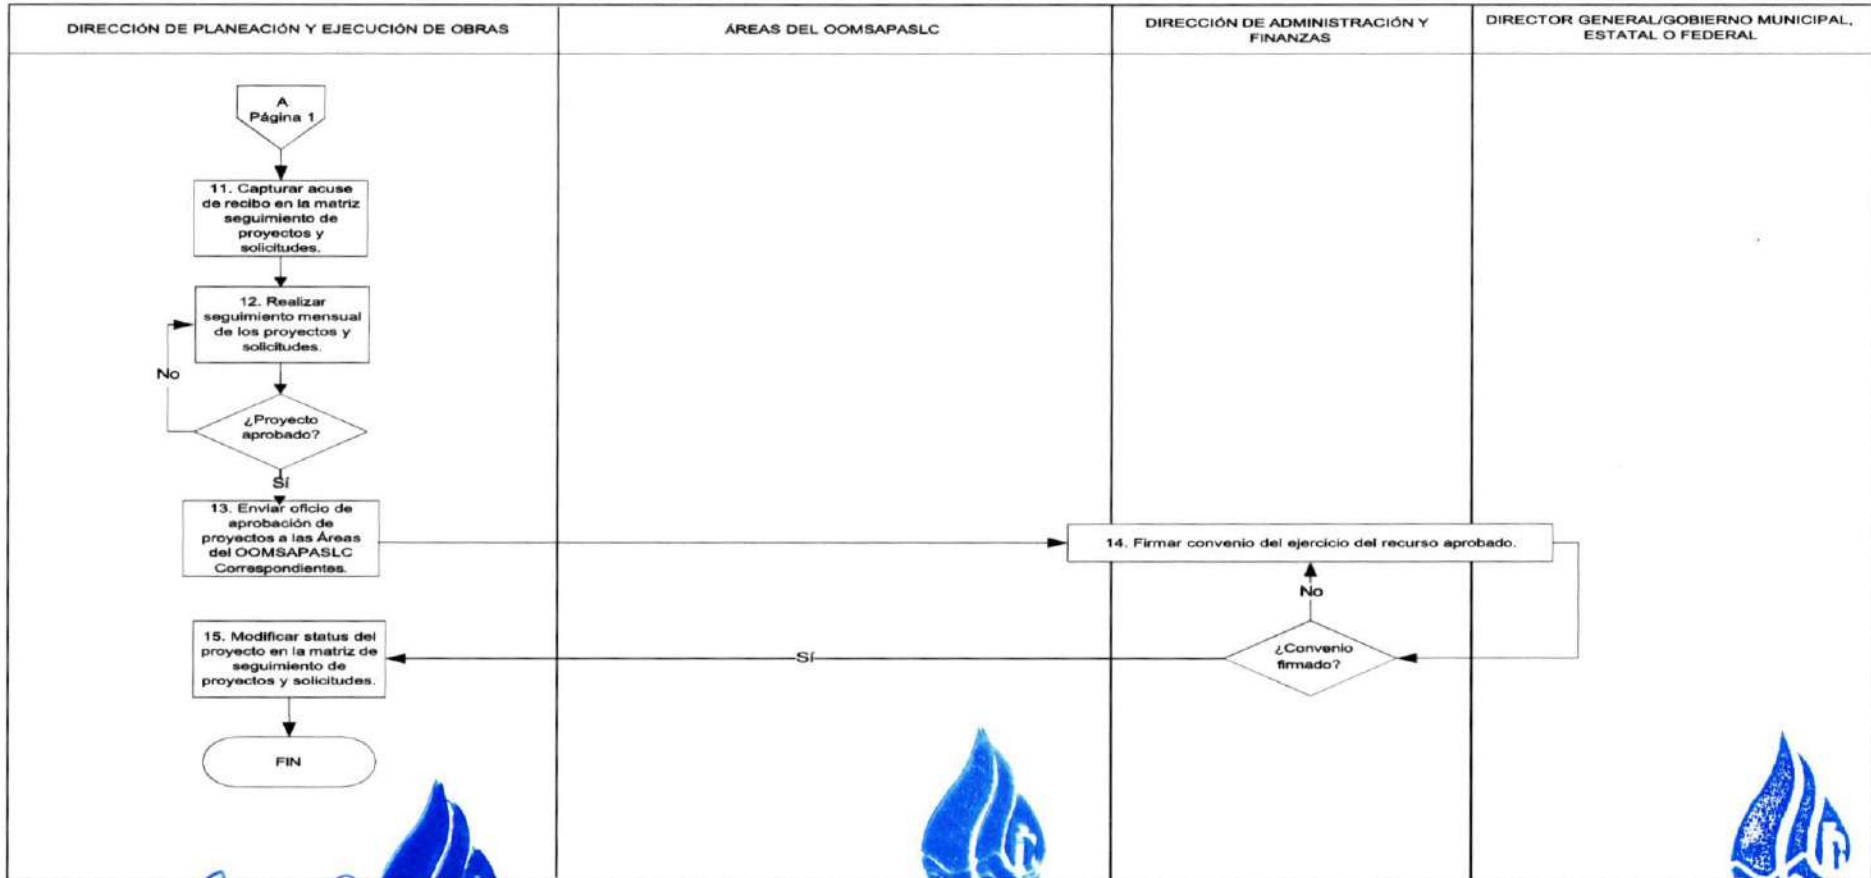 DIRECCIÓN DE PLANEACIÓN Y EJECUCIÓN DE OBRAS
ÁREAS DEL OOMSAPASLC
DIRECCIÓN DE ADMINISTRACIÓN Y
FINANZAS
DIRECTOR GENERAL/GOBIERNO MUNICIPAL,
ESTATAL O FEDERAL
A
Página 1
11. Capturar acuse
de recibo en la matriz
seguimiento de
proyectos y
solicitudes.
12. Realizar
seguimiento mensual
de los proyectos y
solicitudes.
No
¿Proyecto
aprobado?
Sí
13. Enviar oficio de
aprobación de
proyectos a las Áreas
del OOMSAPASLC
Correspondientes.
14. Firmar convenio del ejercicio del recurso aprobado.
No
¿Convenio
firmado?
Sí
15. Modificar status del
proyecto en la matriz de
seguimiento de
proyectos y solicitudes.
FIN